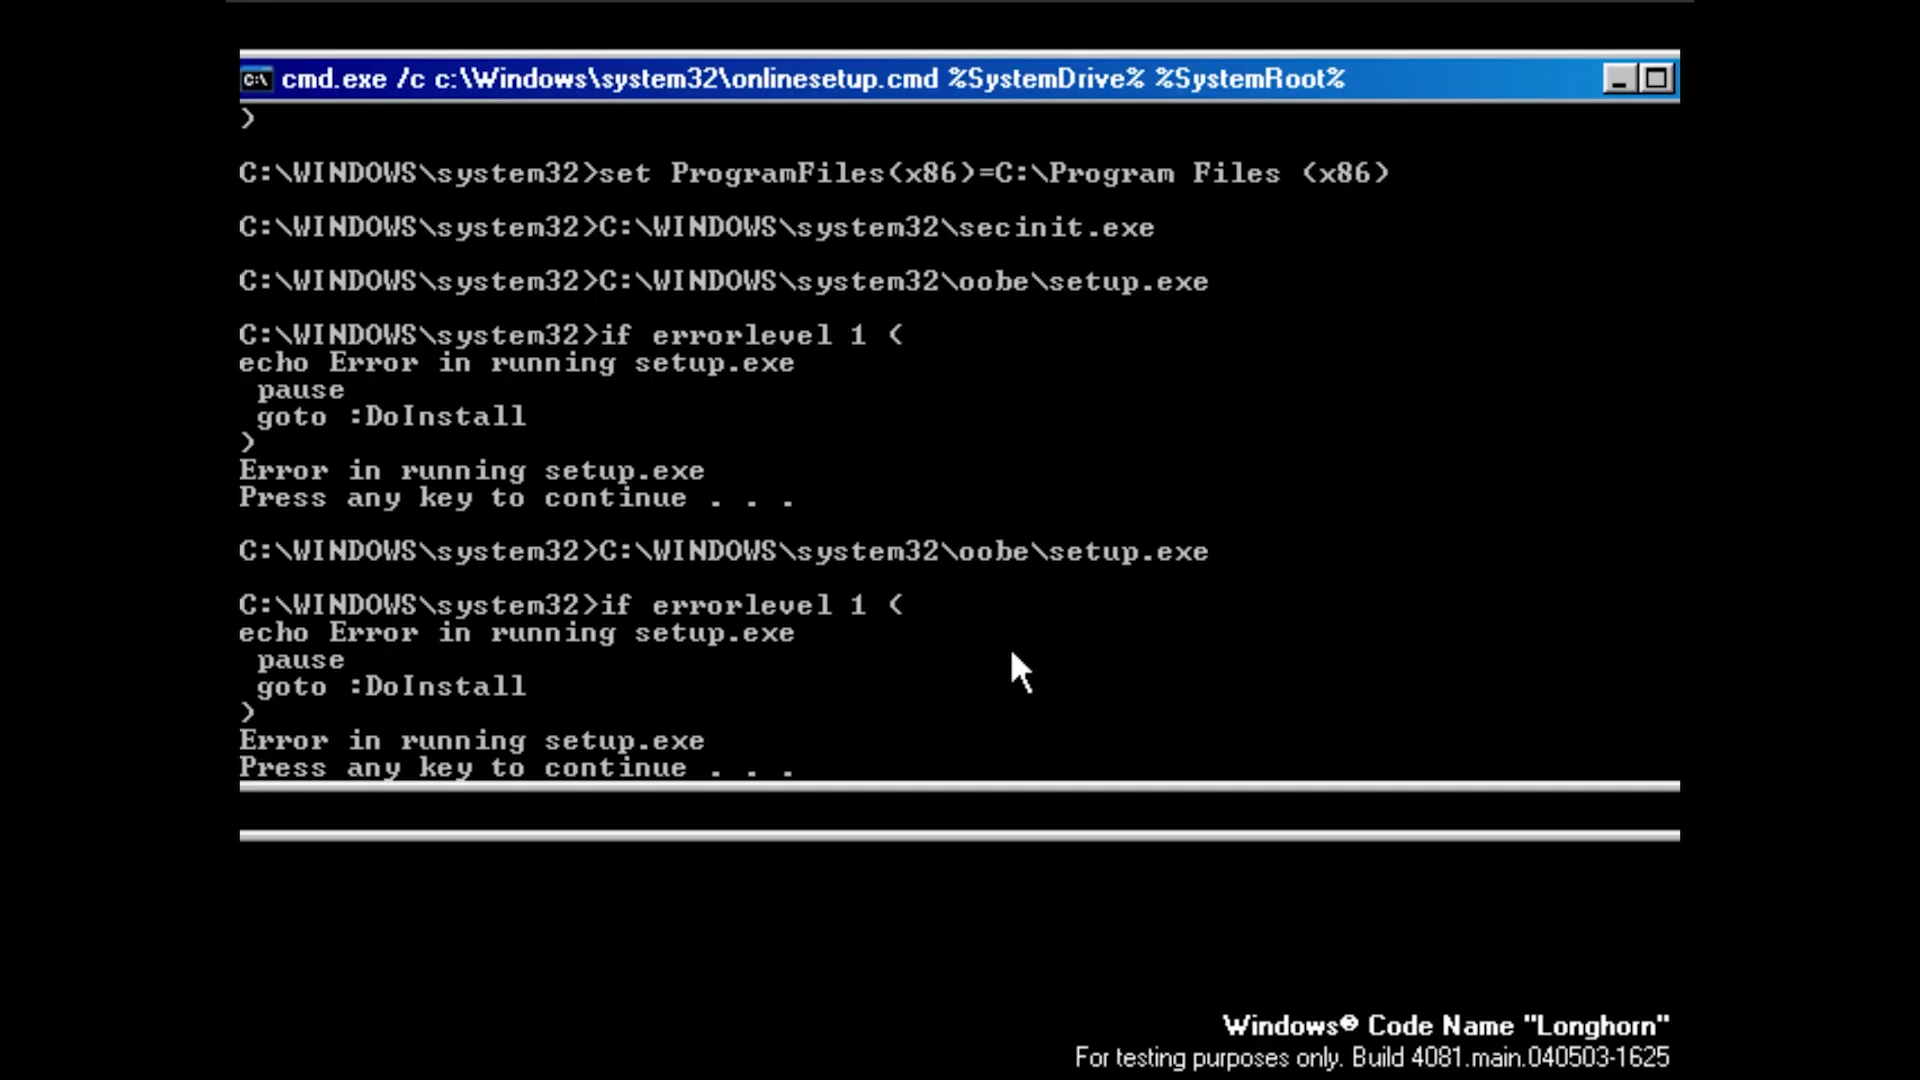 cmd.exe /c c:\Windows\system32\onlinesetup.cmd %SystemDrive% %SystemRoot%
)
C:\WINDOWS\system32>set ProgramFiles(x86)=C:\Program Files (x86)
C:\WINDOWS\system32>C:\WINDOWS\system32\secinit.exe
C:\WINDOWS\system32>C:\WINDOWS\system32\oobe\setup.exe
C:\WINDOWS\system32>if errorlevel 1 (
echo Error in running setup.exe
 pause
 goto :DoInstall
)
Error in running setup.exe
Press any key to continue . . .
C:\WINDOWS\system32>C:\WINDOWS\system32\oobe\setup.exe
C:\WINDOWS\system32>if errorlevel 1 (
echo Error in running setup.exe
 pause
 goto :DoInstall
)
Error in running setup.exe
Press any key to continue . . .
Windows® Code Name "Longhorn"
For testing purposes only. Build 4081.main.040503-1625